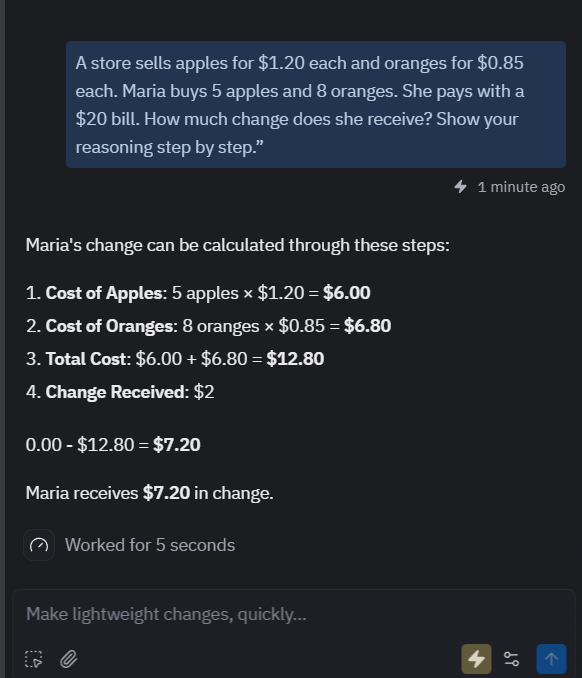 A store sells apples for $1.20 each and oranges for $0.85
each. Maria buys 5 apples and 8 oranges. She pays with a
$20 bill. How much change does she receive? Show your
reasoning step by step.”
1 minute ago
Maria's change can be calculated through these steps:
1. Cost of Apples: 5 apples × $1.20 = $6.00
2. Cost of Oranges: 8 oranges × $0.85 = $6.80
3. Total Cost: $6.00 + $6.80 = $12.80
4. Change Received: $2
0.00 - $12.80 = $7.20
Maria receives $7.20 in change.
Worked for 5 seconds
Make lightweight changes, quickly...